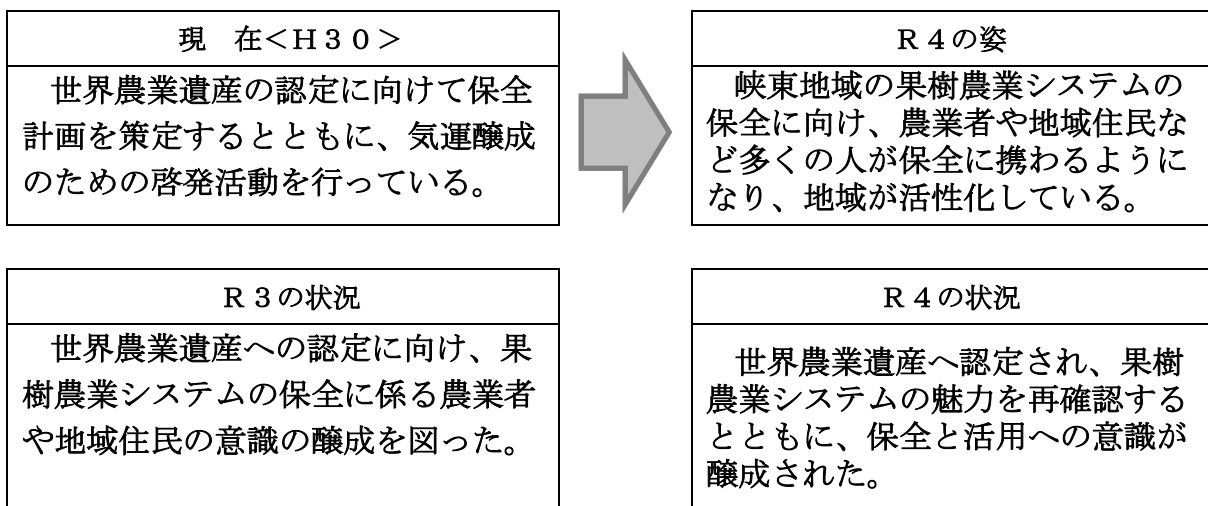 現　在＜Ｈ３０＞
世界農業遺産の認定に向けて保全
計画を策定するとともに、気運醸成
のための啓発活動を行っている。
Ｒ４の姿
峡東地域の果樹農業システムの
保全に向け、農業者や地域住民な
ど多くの人が保全に携わるように
なり、地域が活性化している。
Ｒ３の状況
世界農業遺産への認定に向け、果
樹農業システムの保全に係る農業者
や地域住民の意識の醸成を図った。
Ｒ４の状況
世界農業遺産へ認定され、果樹
農業システムの魅力を再確認する
とともに、保全と活用への意識が
醸成された。